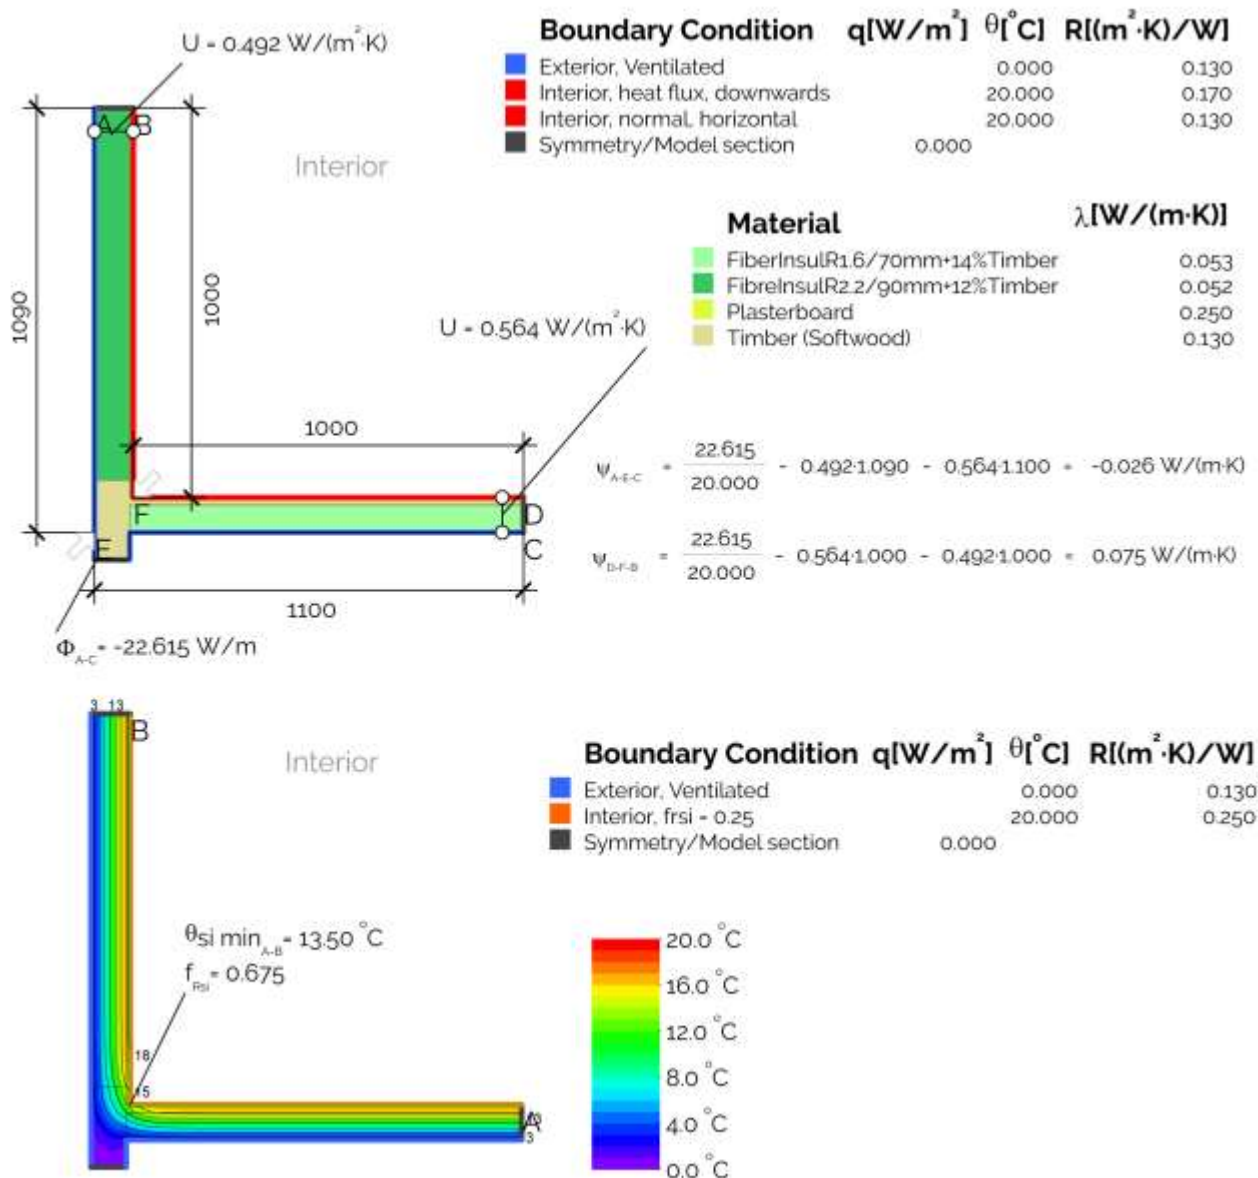 U = 0.492 W/(m²·K)
Boundary Condition q[W/m²] θ[°C] R[(m²·K)/W]
Exterior, Ventilated 0.000 0.130
Interior, heat flux, downwards 20.000 0.170
Interior, normal, horizontal 20.000 0.130
Symmetry/Model section 0.000
A B
Interior
Material λ[W/(m·K)]
FiberInsulR1.6/70mm+14%Timber 0.053
FibreInsulR2.2/90mm+12%Timber 0.052
Plasterboard 0.250
Timber (Softwood) 0.130
1090
1000
U = 0.564 W/(m²·K)
1000
ψA-E-C = 22.615/20.000 - 0.492·1.090 - 0.564·1.100 = -0.026 W/(m·K)
F D
E C
ψD-F-B = 22.615/20.000 - 0.564·1.000 - 0.492·1.000 = 0.075 W/(m·K)
1100
ΦA-C= -22.615 W/m
3 13
B
Interior
Boundary Condition q[W/m²] θ[°C] R[(m²·K)/W]
Exterior, Ventilated 0.000 0.130
Interior, frsi = 0.25 20.000 0.250
Symmetry/Model section 0.000
θsi minA-B= 13.50 °C
fRsi= 0.675
20.0 °C
16.0 °C
12.0 °C
8.0 °C
4.0 °C
0.0 °C
18
15
A
3